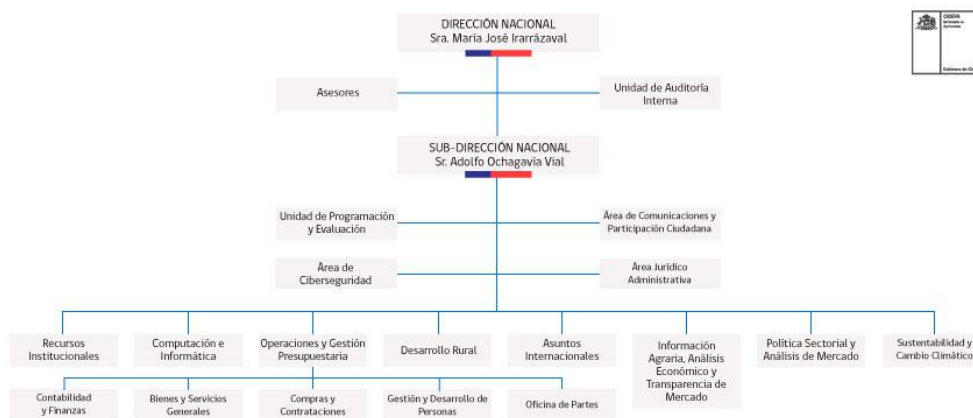 DIRECCIÓN NACIONAL
Sra. María José Irarrázaval
ODEPA
Asesores
Unidad de Auditoría
Interna
SUB-DIRECCIÓN NACIONAL
Sr. Adolfo Ochagavía Vial
Unidad de Programación
y Evaluación
Área de Comunicaciones y
Participación Ciudadana
Área de
Ciberseguridad
Área Jurídico
Administrativa
Recursos
Institucionales
Computación e
Informática
Operaciones y Gestión
Presupuestaria
Desarrollo Rural
Asuntos
Internacionales
Información
Agraria, Análisis
Económico y
Transparencia de
Mercado
Política Sectorial y
Análisis de Mercado
Sustentabilidad y
Cambio Climático
Contabilidad
y Finanzas
Bienes y Servicios
Generales
Compras y
Contrataciones
Gestión y Desarrollo de
Personas
Oficina de Partes